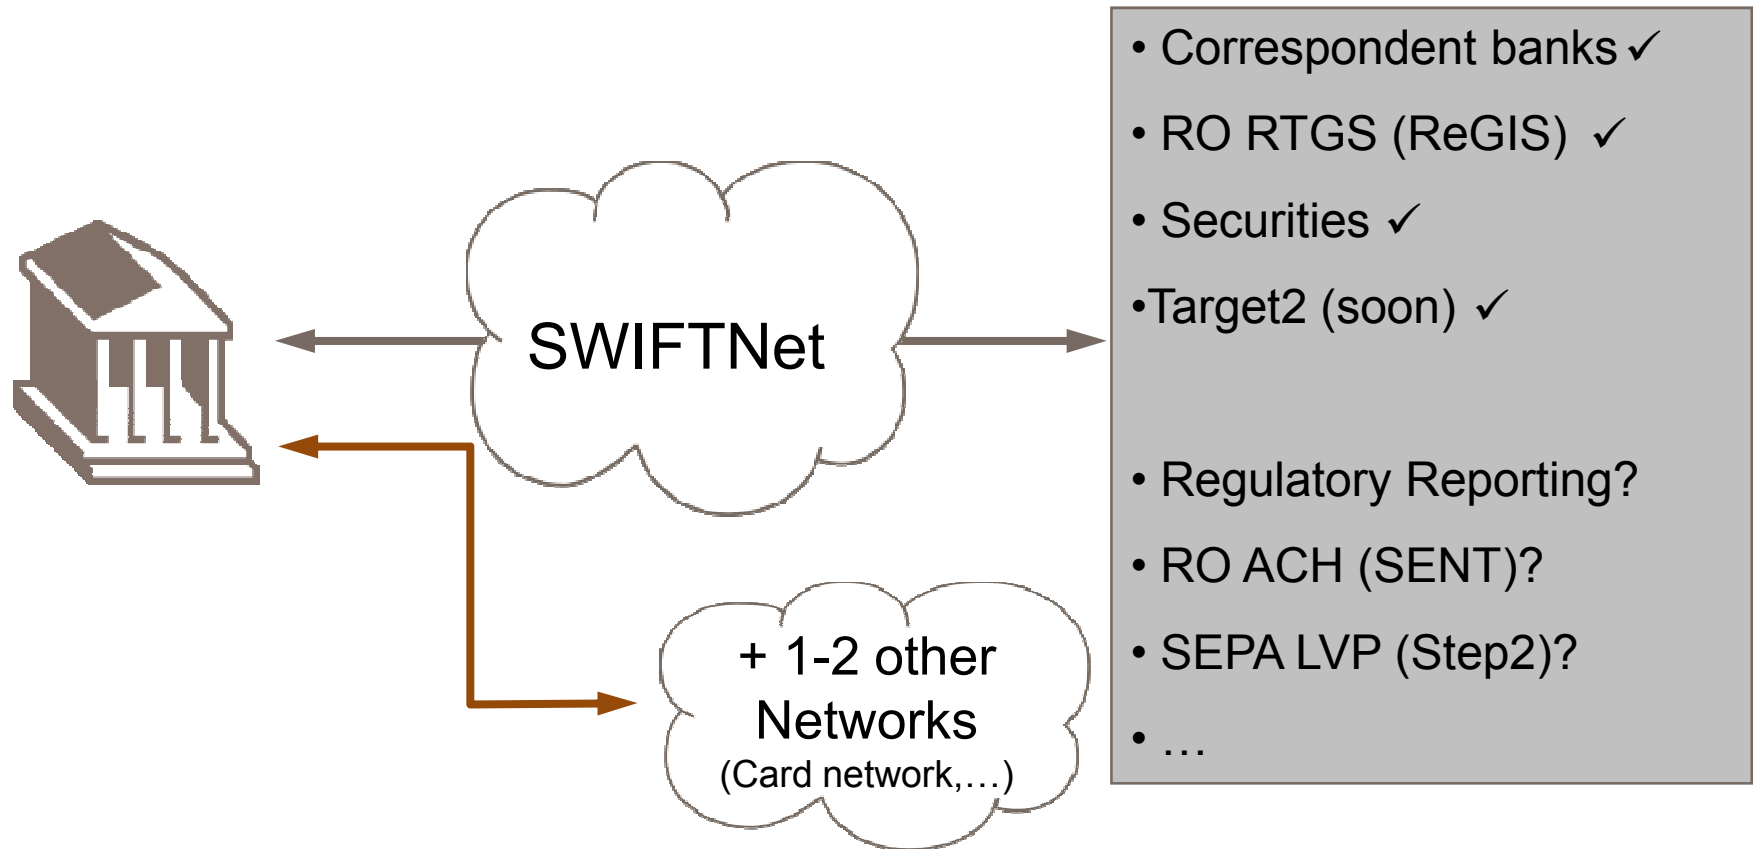 SWIFTNet
+ 1-2 other
Networks
(Card network,…)
• Correspondent banks ✓
• RO RTGS (ReGIS) ✓
• Securities ✓
•Target2 (soon) ✓
• Regulatory Reporting?
• RO ACH (SENT)?
• SEPA LVP (Step2)?
• …